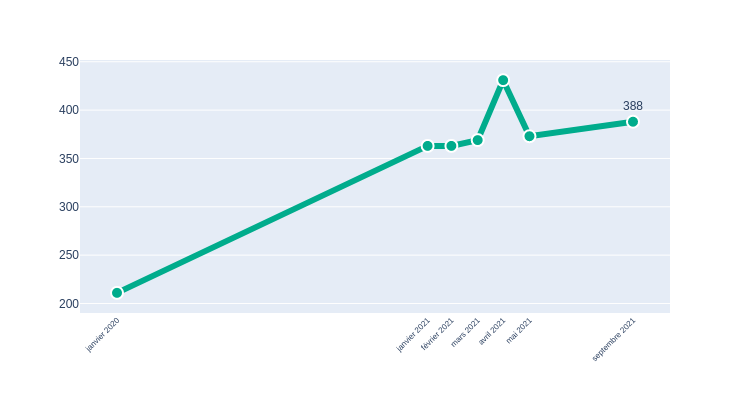 450
400
350
300
250
200
388
janvier 2020
janvier 2021
février 2021
mars 2021
avril 2021
mai 2021
septembre 2021